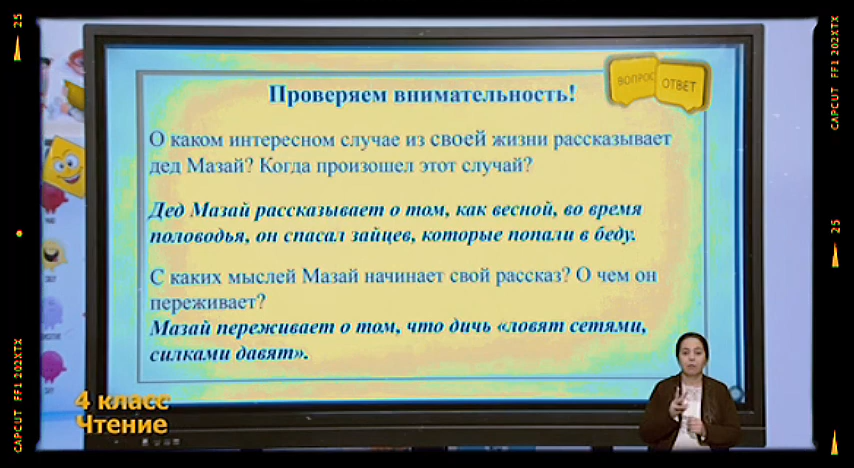 25
CAPCUT FF1 202XTX
ВОПРОС
ОТВЕТ
Проверяем внимательность!
О каком интересном случае из своей жизни рассказывает
дед Мазай? Когда произошел этот случай?
Дед Мазай рассказывает о том, как весной, во время
половодья, он спасал зайцев, которые попали в беду.
С каких мыслей Мазай начинает свой рассказ? О чем он
переживает?
Мазай переживает о том, что дичь «ловят сетями,
силками давят».
4 класс
Чтение
CAPCUT FF1 202XTX
25